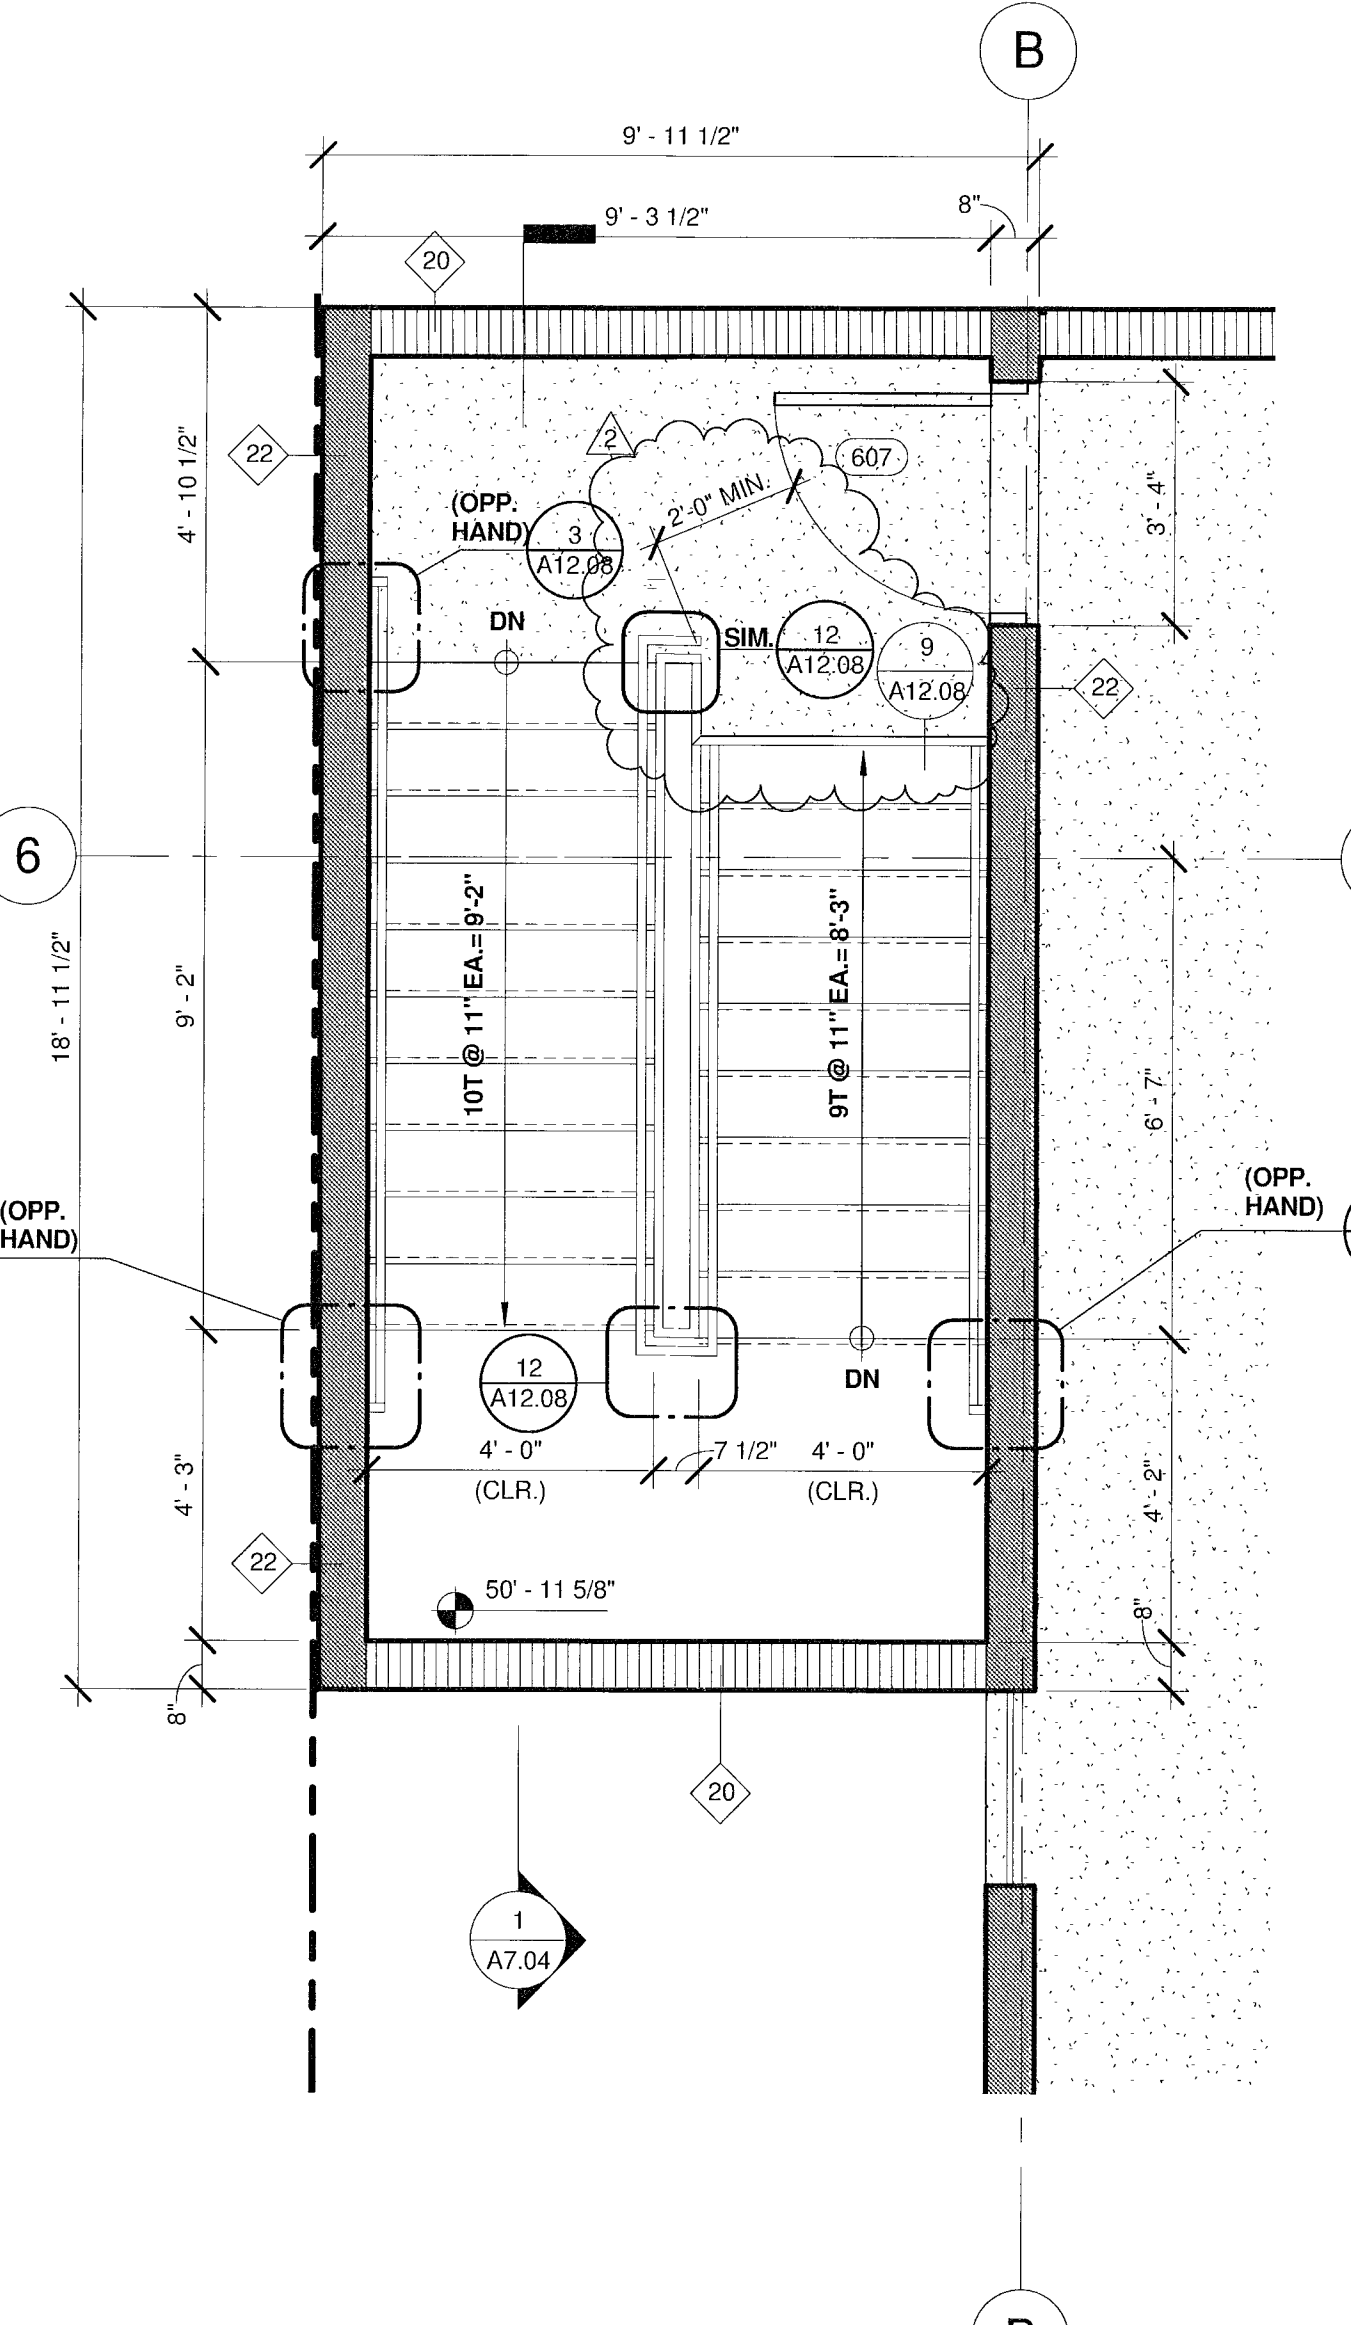 B
9' - 11 1/2"
9' - 3 1/2"
8"
20
22
4' - 10 1/2"
2
607
2'-0" MIN.
3' - 4"
(OPP.
HAND)
3
A12.08
DN
SIM.
12
A12.08
9
A12.08
22
6
18' - 11 1/2"
9' - 2"
10T @ 11" EA.= 9'-2"
9T @ 11" EA.= 8'-3"
6' - 7"
(OPP.
HAND)
(OPP.
HAND)
12
A12.08
DN
4' - 0"
(CLR.)
7 1/2"
4' - 0"
(CLR.)
4' - 3"
4' - 2"
22
50' - 11 5/8"
8"
8"
20
1
A7.04